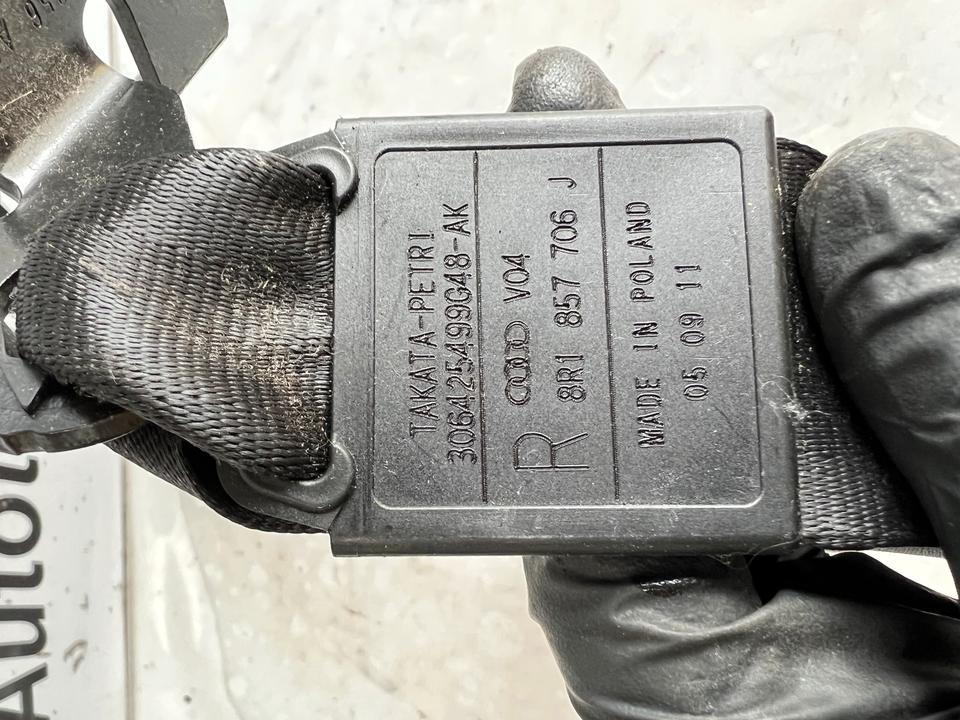 TAKATA-PETRI
306425499G48-AK
V04
R 8R1 857 706 J
MADE IN POLAND
05 09 11